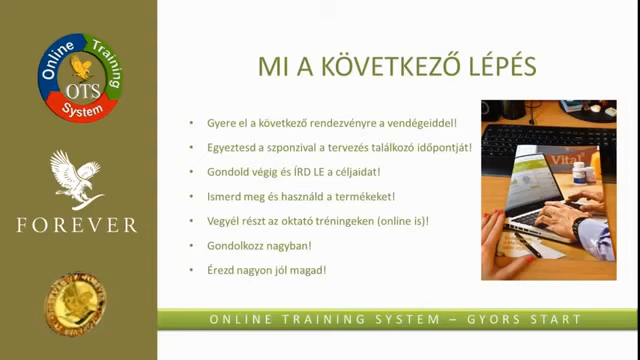 Online Training System
OTS
FOREVER
MI A KÖVETKEZŐ LÉPÉS
• Gyere el a következő rendezvényre a vendégeiddel!
• Egyeztesd a szponzival a tervezés találkozó időpontját!
• Gondold végig és ÍRD LE a céljaidat!
• Ismerd meg és használd a termékeket!
• Vegyél részt az oktató tréningeken (online is)!
• Gondolkozz nagyban!
• Érezd nagyon jól magad!
Vital
ONLINE TRAINING SYSTEM – GYORS START